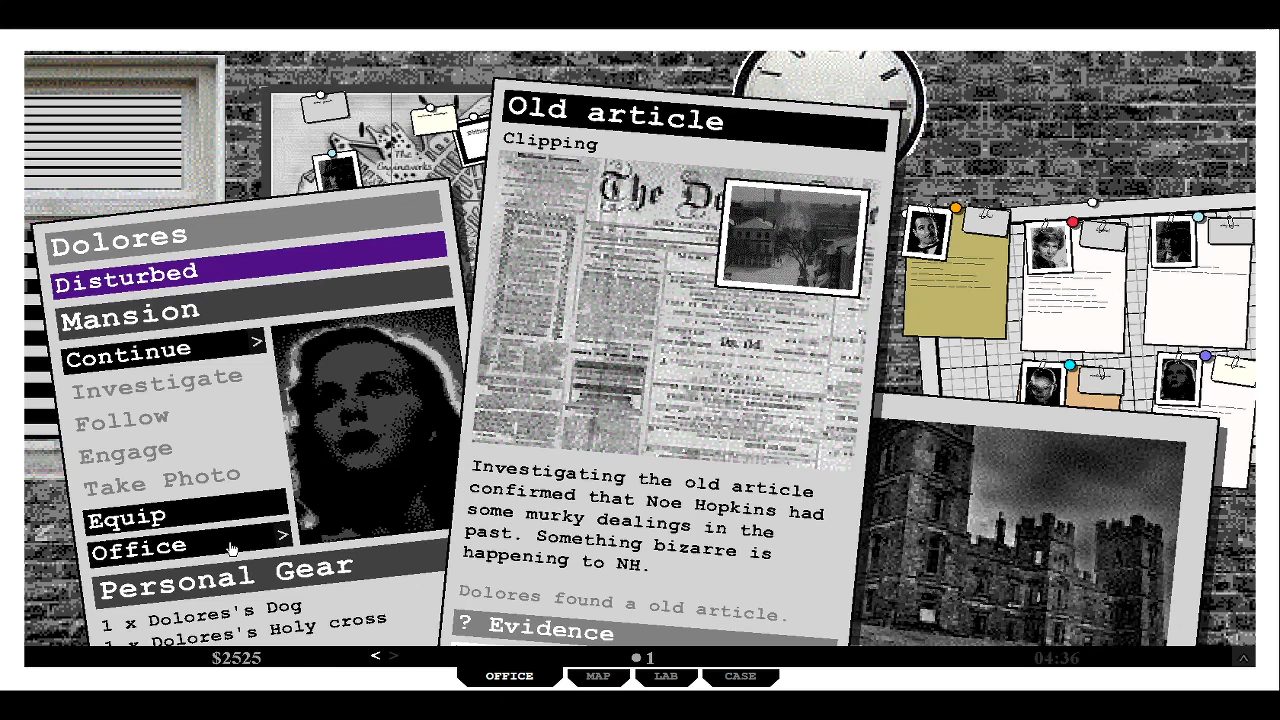 Old article
Clipping
The
The
Engineworks
Dolores
Disturbed
Mansion
Continue >
Investigate
Follow
Engage
Take Photo
Equip
Office >
Personal Gear
1 x Dolores's Dog
1 x Dolores's Holy cross
Investigating the old article
confirmed that Noe Hopkins had
some murky dealings in the
past. Something bizarre is
happening to NH.
Dolores found a old article.
? Evidence
$2525
< >
1
04:36
OFFICE
MAP
LAB
CASE